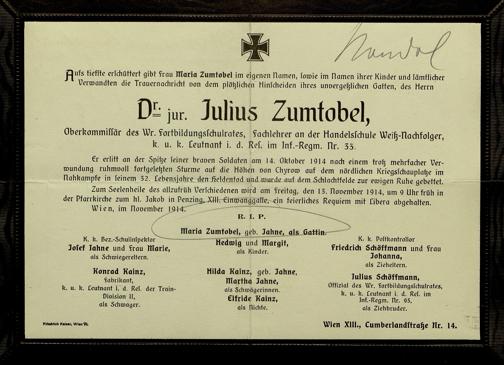 Aufs tiefste erschüttert gibt Frau Maria Zumtobel im eigenen Namen, sowie im Namen ihrer Kinder und sämtlicher
Verwandten die Trauernachricht von dem plötzlichen Hinscheiden ihres unvergeßlichen Gatten, des Herrn
Dr. jur. Julius Zumtobel,
Oberkommissär des Wr. Fortbildungsschulrates, Fachlehrer an der Handelschule Weiß-Nachfolger,
k. u. k. Leutnant i. d. Res. im Inf.-Regm. Nr. 33.
Er erlitt an der Spitze seiner braven Soldaten am 14. Oktober 1914 nach einem trotz mehrfacher Ver-
wundung ruhmvoll fortgesetzten Sturme auf die Höhen von Chyrow auf dem nördlichen Kriegsschauplatze im
Nahkampfe in seinem 32. Lebensjahre den Heldentod und wurde auf dem Schlachtfelde zur ewigen Ruhe gebettet.
Zum Seelenheile des allzufrüh Verschiedenen wird am Freitag, den 13. November 1914, um 9 Uhr früh in
der Pfarrkirche zum hl. Jakob in Penzing, XIII. Einwanggasse, ein feierliches Requiem mit Libera abgehalten.
Wien, im November 1914.
R. I. P.
Maria Zumtobel, geb. Jahne, als Gattin.
Hedwig und Margit,
als Kinder.
K. k. Bez.-Schulinspektor
Josef Jahne und Frau Marie,
als Schwiegereltern.
K. k. Postkontrollor
Friedrich Schöffmann und Frau
Johanna,
als Zieheltern.
Konrad Kainz,
Fabrikant,
k. u. k. Leutnant i. d. Res. der Train-
Division II,
als Schwager.
Hilda Kainz, geb. Jahne,
Martha Jahne,
als Schwägerinnen.
Elfride Kainz,
als Nichte.
Julius Schöffmann,
Offizial des Wr. Fortbildungsschulrates,
k. u. k. Leutnant i. d. Res. im
Inf.-Regm. Nr. 95,
als Ziehbruder.
Friedrich Kaiser, Wien
Wien XIII., Cumberlandstraße Nr. 14.